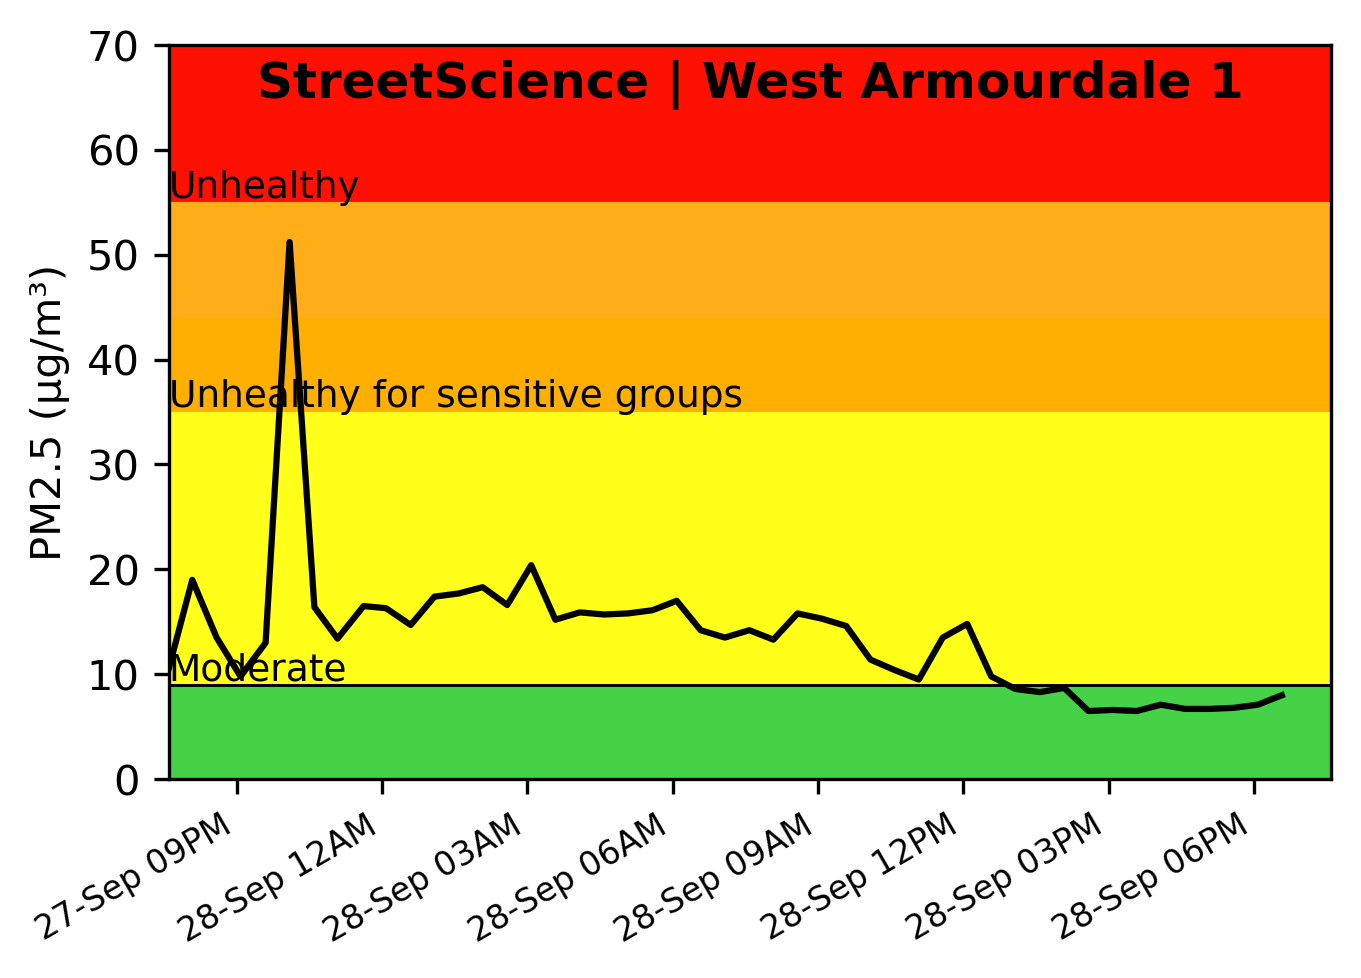 StreetScience | West Armourdale 1
70
60
50
40
30
20
10
0
PM2.5 (µg/m³)
Unhealthy
Unhealthy for sensitive groups
Moderate
27-Sep 09PM
28-Sep 12AM
28-Sep 03AM
28-Sep 06AM
28-Sep 09AM
28-Sep 12PM
28-Sep 03PM
28-Sep 06PM